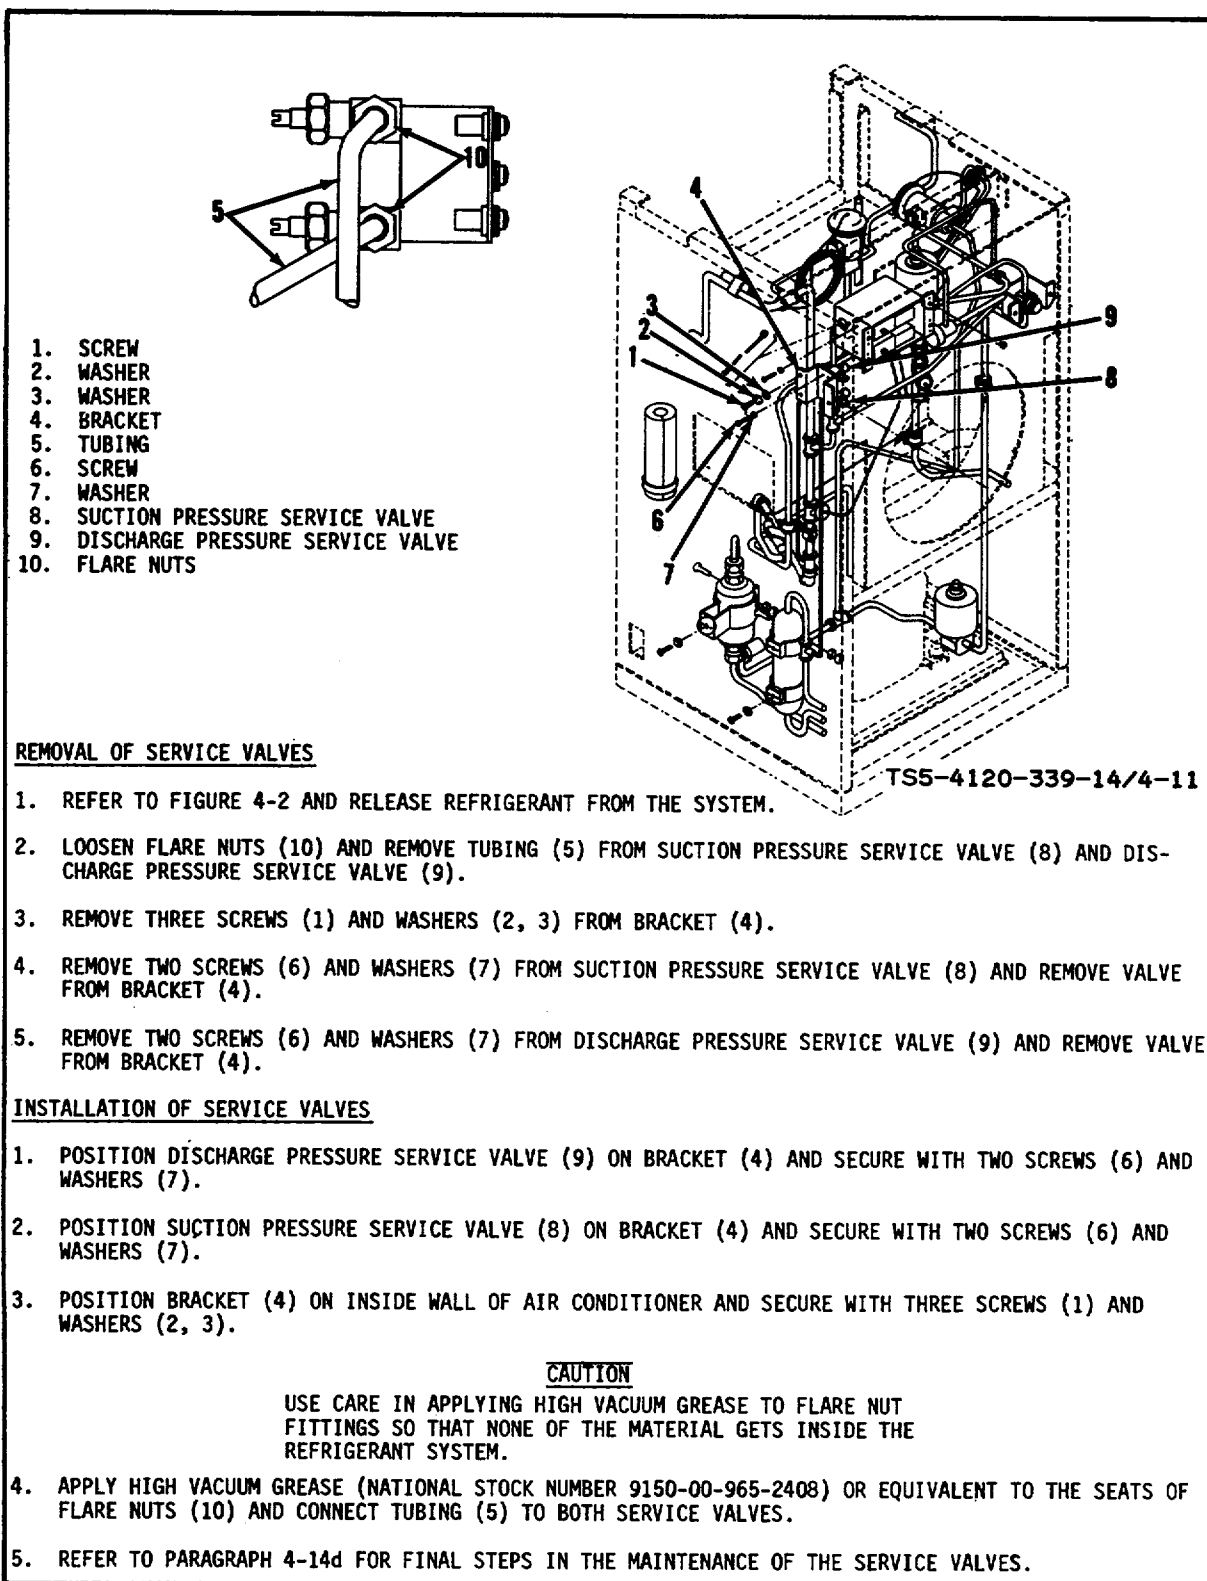 10
5
4
3
2
1
9
8
6
7
1. SCREW
2. WASHER
3. WASHER
4. BRACKET
5. TUBING
6. SCREW
7. WASHER
8. SUCTION PRESSURE SERVICE VALVE
9. DISCHARGE PRESSURE SERVICE VALVE
10. FLARE NUTS
TS5-4120-339-14/4-11
REMOVAL OF SERVICE VALVES
1. REFER TO FIGURE 4-2 AND RELEASE REFRIGERANT FROM THE SYSTEM.
2. LOOSEN FLARE NUTS (10) AND REMOVE TUBING (5) FROM SUCTION PRESSURE SERVICE VALVE (8) AND DIS-
CHARGE PRESSURE SERVICE VALVE (9).
3. REMOVE THREE SCREWS (1) AND WASHERS (2, 3) FROM BRACKET (4).
4. REMOVE TWO SCREWS (6) AND WASHERS (7) FROM SUCTION PRESSURE SERVICE VALVE (8) AND REMOVE VALVE
FROM BRACKET (4).
5. REMOVE TWO SCREWS (6) AND WASHERS (7) FROM DISCHARGE PRESSURE SERVICE VALVE (9) AND REMOVE VALVE
FROM BRACKET (4).
INSTALLATION OF SERVICE VALVES
1. POSITION DISCHARGE PRESSURE SERVICE VALVE (9) ON BRACKET (4) AND SECURE WITH TWO SCREWS (6) AND
WASHERS (7).
2. POSITION SUCTION PRESSURE SERVICE VALVE (8) ON BRACKET (4) AND SECURE WITH TWO SCREWS (6) AND
WASHERS (7).
3. POSITION BRACKET (4) ON INSIDE WALL OF AIR CONDITIONER AND SECURE WITH THREE SCREWS (1) AND
WASHERS (2, 3).
CAUTION
USE CARE IN APPLYING HIGH VACUUM GREASE TO FLARE NUT
FITTINGS SO THAT NONE OF THE MATERIAL GETS INSIDE THE
REFRIGERANT SYSTEM.
4. APPLY HIGH VACUUM GREASE (NATIONAL STOCK NUMBER 9150-00-965-2408) OR EQUIVALENT TO THE SEATS OF
FLARE NUTS (10) AND CONNECT TUBING (5) TO BOTH SERVICE VALVES.
5. REFER TO PARAGRAPH 4-14d FOR FINAL STEPS IN THE MAINTENANCE OF THE SERVICE VALVES.